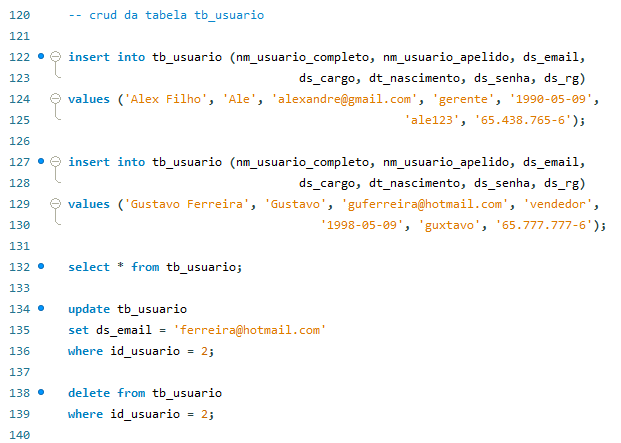 120 -- crud da tabela tb_usuario
121
122 insert into tb_usuario (nm_usuario_completo, nm_usuario_apelido, ds_email,
123 ds_cargo, dt_nascimento, ds_senha, ds_rg)
124 values ('Alex Filho', 'Ale', 'alexandre@gmail.com', 'gerente', '1990-05-09',
125 'ale123', '65.438.765-6');
126
127 insert into tb_usuario (nm_usuario_completo, nm_usuario_apelido, ds_email,
128 ds_cargo, dt_nascimento, ds_senha, ds_rg)
129 values ('Gustavo Ferreira', 'Gustavo', 'guferreira@hotmail.com', 'vendedor',
130 '1998-05-09', 'guxtavo', '65.777.777-6');
131
132 select * from tb_usuario;
133
134 update tb_usuario
135 set ds_email = 'ferreira@hotmail.com'
136 where id_usuario = 2;
137
138 delete from tb_usuario
139 where id_usuario = 2;
140